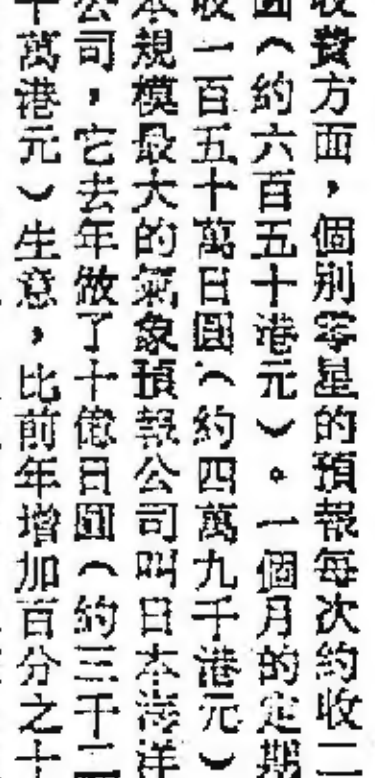 收費方面，個別零星的預報每次約收二
圓（約六百五十港元）。一個月的定期
收一百五十萬日圓（約四萬九千港元）
本規模最大的氣象預報公司叫日本海洋
公司，它去年做了十億日圓（約三千二
千萬港元）生意，比前年增加百分之十